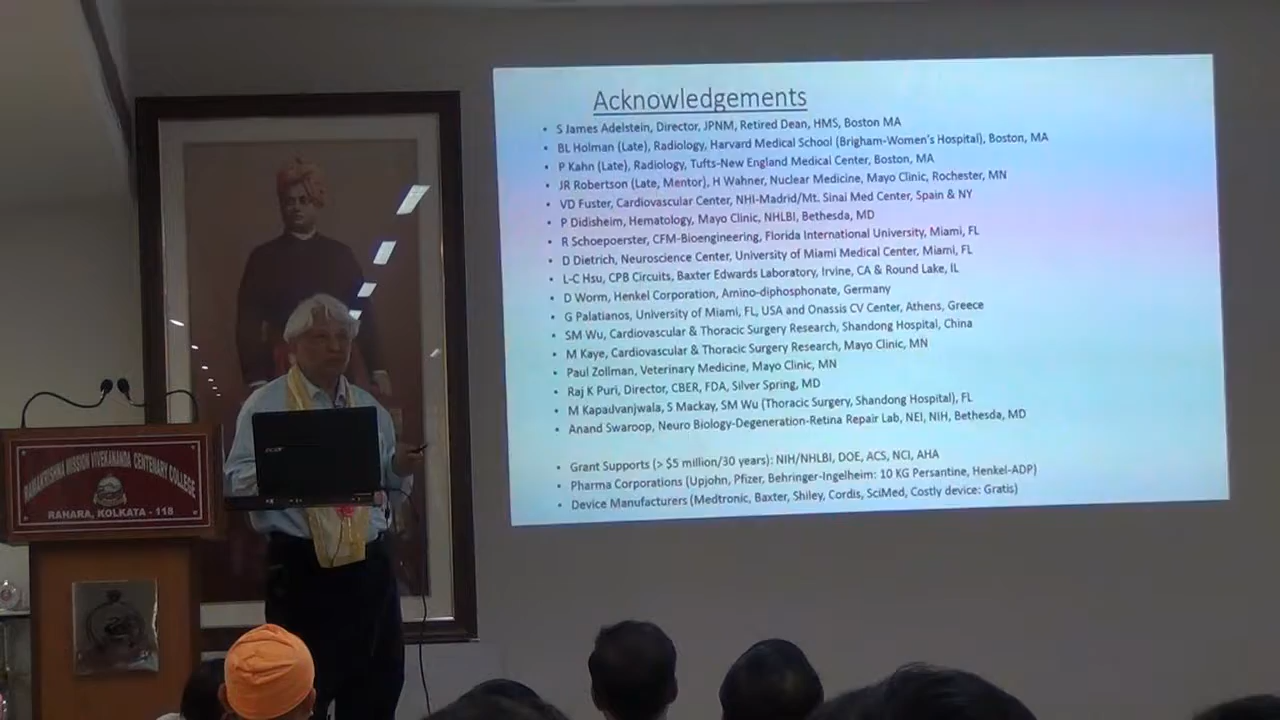 Acknowledgements
• S James Adelstein, Director, JPNM, Retired Dean, HMS, Boston MA
• BL Holman (Late), Radiology, Harvard Medical School (Brigham-Women's Hospital), Boston, MA
• P Kahn (Late), Radiology, Tufts-New England Medical Center, Boston, MA
• JR Robertson (Late, Mentor), H Wahner, Nuclear Medicine, Mayo Clinic, Rochester, MN
• VD Fuster, Cardiovascular Center, NHI-Madrid/Mt. Sinai Med Center, Spain & NY
• P Didisheim, Hematology, Mayo Clinic, NHLBI, Bethesda, MD
• R Schoepoerster, CFM-Bioengineering, Florida International University, Miami, FL
• D Dietrich, Neuroscience Center, University of Miami Medical Center, Miami, FL
• L-C Hsu, CPB Circuits, Baxter Edwards Laboratory, Irvine, CA & Round Lake, IL
• D Worm, Henkel Corporation, Amino-diphosphonate, Germany
• G Palatianos, University of Miami, FL, USA and Onassis CV Center, Athens, Greece
• SM Wu, Cardiovascular & Thoracic Surgery Research, Shandong Hospital, China
• M Kaye, Cardiovascular & Thoracic Surgery Research, Mayo Clinic, MN
• Paul Zollman, Veterinary Medicine, Mayo Clinic, MN
• Raj K Puri, Director, CBER, FDA, Silver Spring, MD
• M Kapadvanjwala, S Mackay, SM Wu (Thoracic Surgery, Shandong Hospital), FL
• Anand Swaroop, Neuro Biology-Degeneration-Retina Repair Lab, NEI, NIH, Bethesda, MD
• Grant Supports (> $5 million/30 years): NIH/NHLBI, DOE, ACS, NCI, AHA
• Pharma Corporations (Upjohn, Pfizer, Behringer-Ingelheim: 10 KG Persantine, Henkel-ADP)
• Device Manufacturers (Medtronic, Baxter, Shiley, Cordis, SciMed, Costly device: Gratis)
acer
RAMAKRISHNA MISSION VIVEKANANDA CENTENARY COLLEGE
RAHARA, KOLKATA - 118